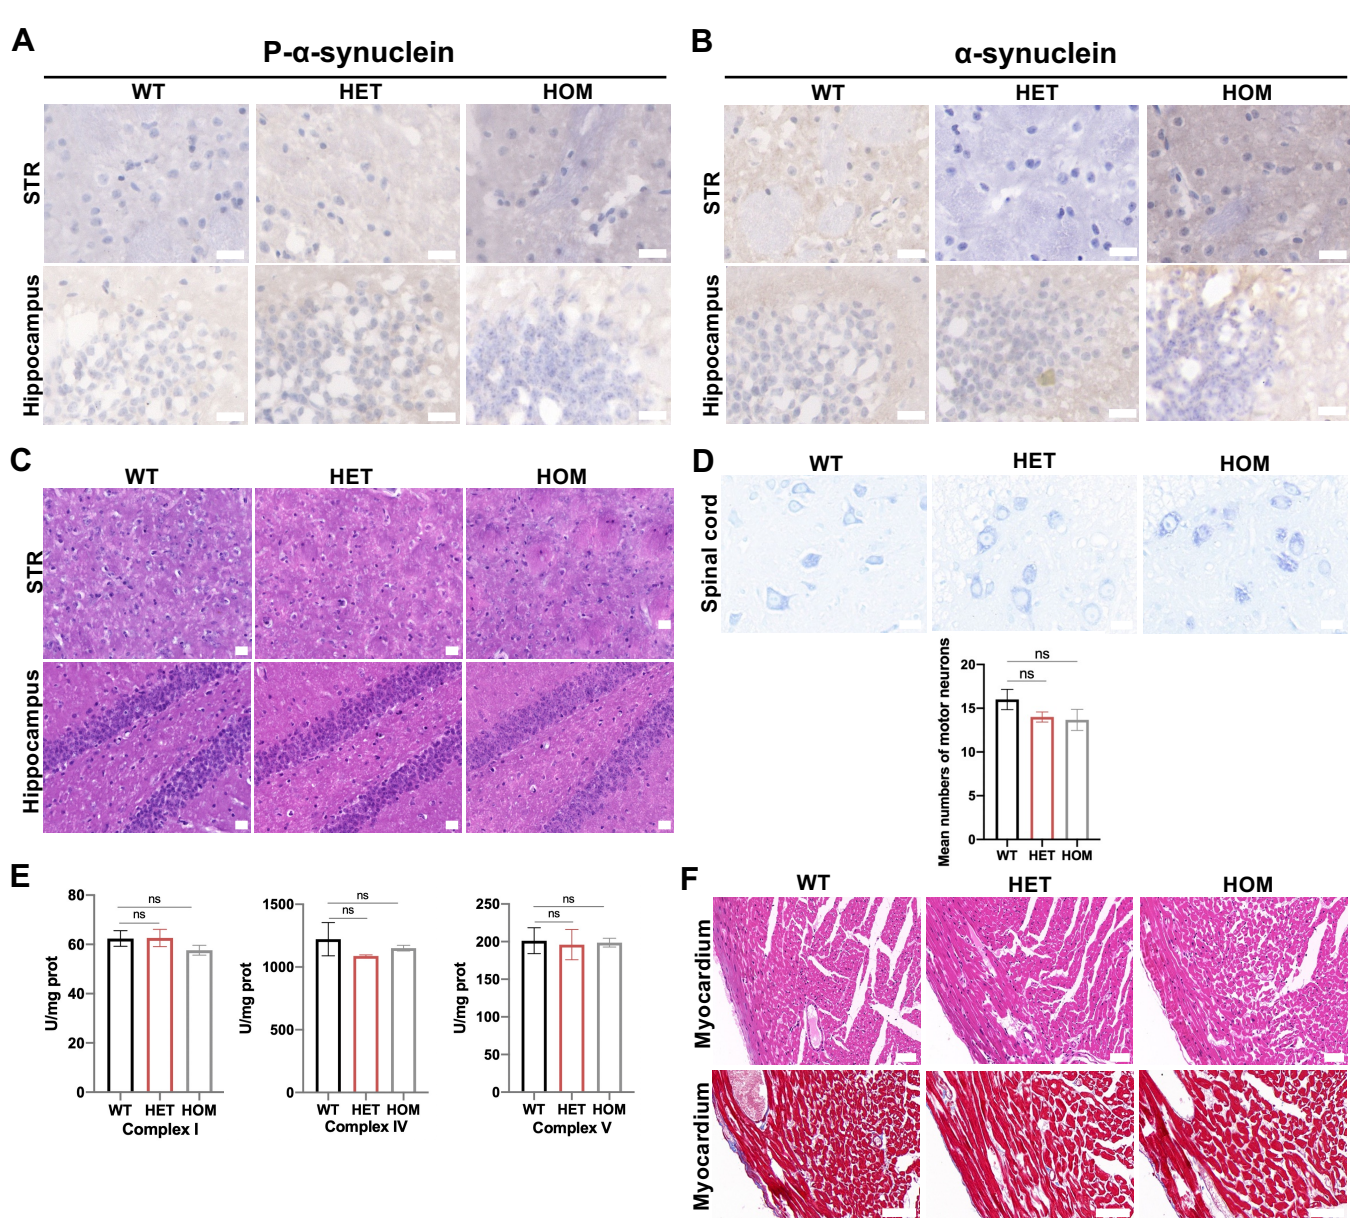 A
P-α-synuclein
WT HET HOM
STR
Hippocampus
B
α-synuclein
WT HET HOM
STR
Hippocampus
C
WT HET HOM
STR
Hippocampus
D
WT HET HOM
Spinal cord
Mean numbers of motor neurons
20
15
10
5
0
ns
ns
WT HET HOM
E
U/mg prot
80
60
40
20
0
ns
ns
WT HET HOM
Complex I
U/mg prot
1500
1000
500
0
ns
ns
WT HET HOM
Complex IV
U/mg prot
250
200
150
100
50
0
ns
ns
WT HET HOM
Complex V
F
WT HET HOM
Myocardium
Myocardium